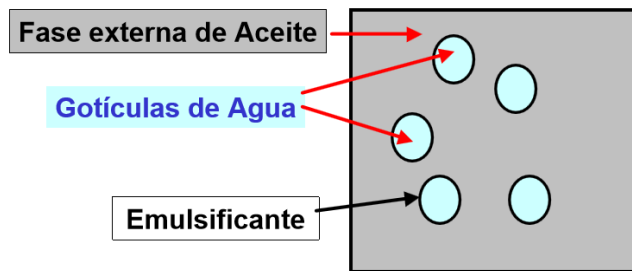 Fase externa de Aceite
Gotículas de Agua
Emulsificante